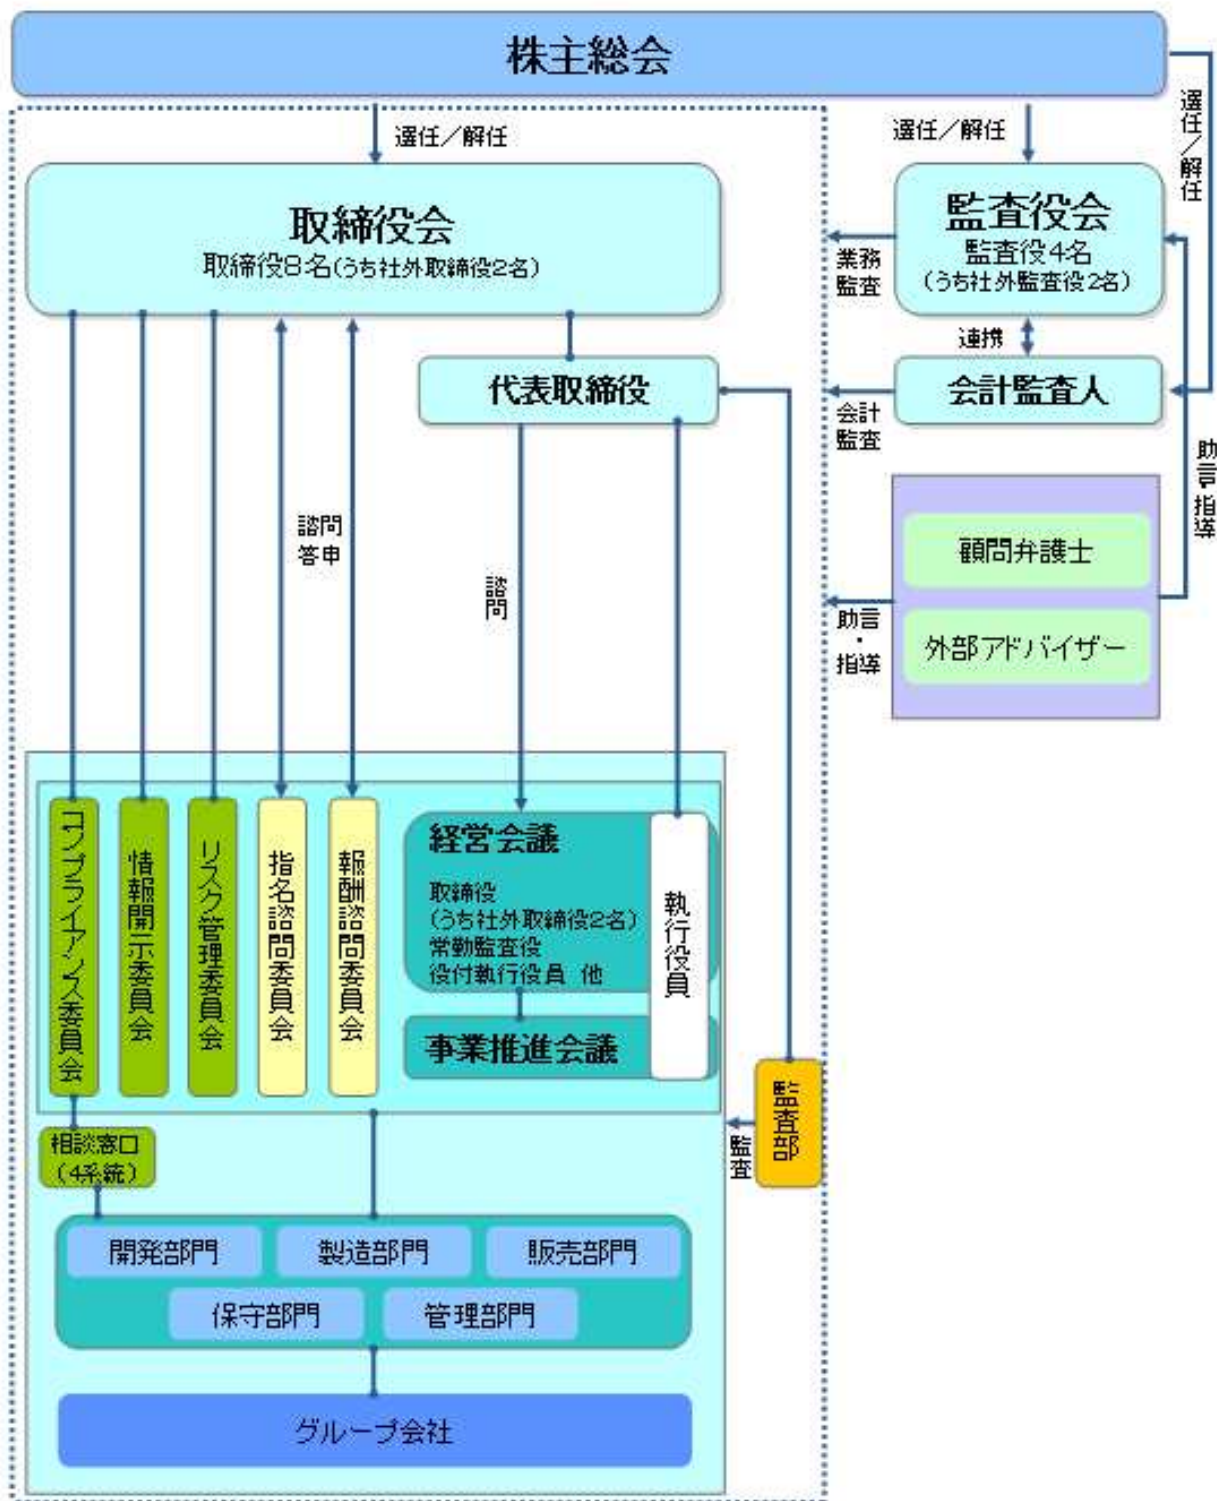 株主総会
選任/解任
選任/解任
選任/解任
取締役会
取締役8名(うち社外取締役2名)
監査役会
監査役4名
(うち社外監査役2名)
業務
監査
連携
代表取締役
会計監査人
会計
監査
助言・指導
顧問弁護士
外部アドバイザー
助言
・
指導
諮問
答申
諮問
コンプライアンス委員会
情報開示委員会
リスク管理委員会
指名諮問委員会
報酬諮問委員会
経営会議
取締役
(うち社外取締役2名)
常勤監査役
役付執行役員 他
執行役員
事業推進会議
監査部
監査
相談窓口
(4系統)
開発部門
製造部門
販売部門
保守部門
管理部門
グループ会社